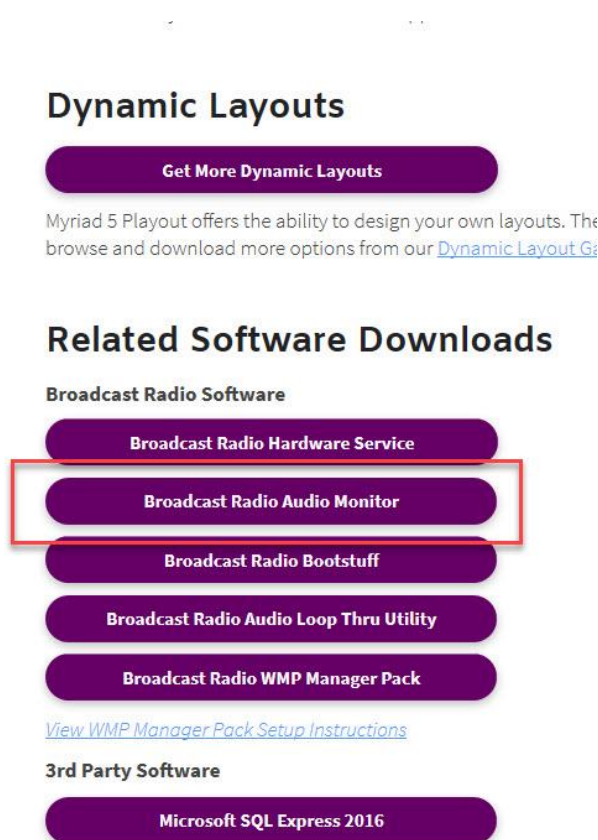 Dynamic Layouts
Get More Dynamic Layouts
Myriad 5 Playout offers the ability to design your own layouts. The
browse and download more options from our Dynamic Layout Ga
Related Software Downloads
Broadcast Radio Software
Broadcast Radio Hardware Service
Broadcast Radio Audio Monitor
Broadcast Radio Bootstuff
Broadcast Radio Audio Loop Thru Utility
Broadcast Radio WMP Manager Pack
View WMP Manager Pack Setup Instructions
3rd Party Software
Microsoft SQL Express 2016